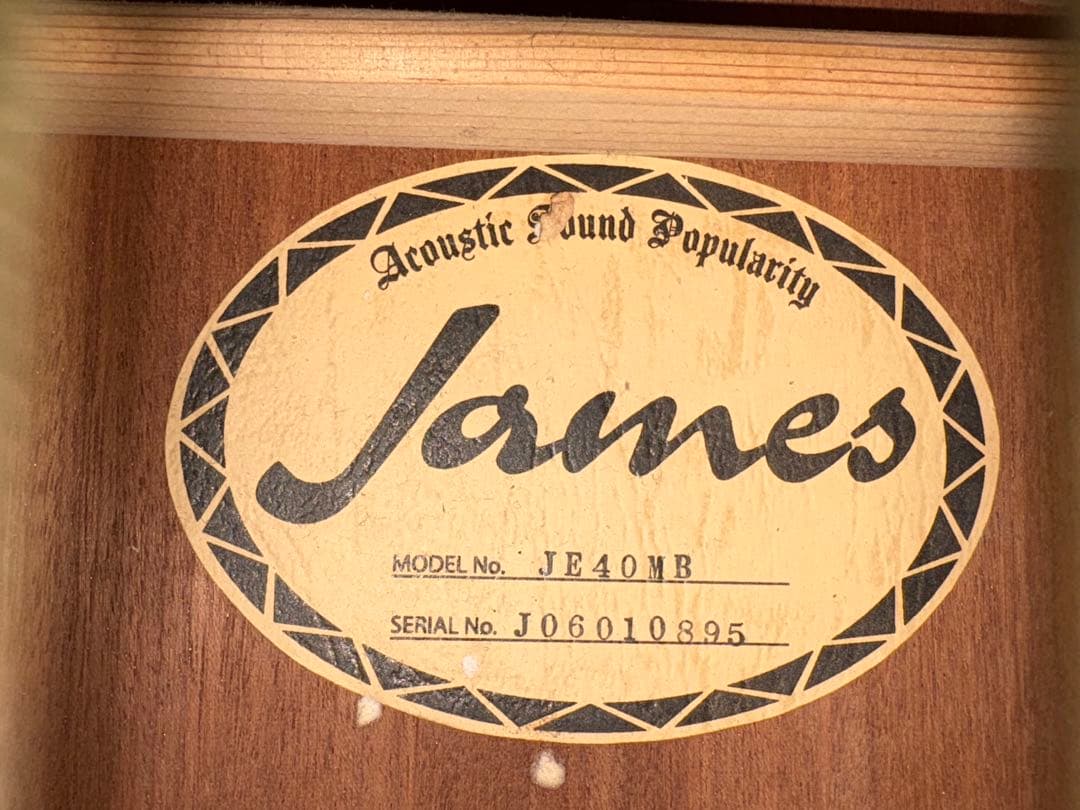 Acoustic Sound Popularity
James
MODEL No. JE40MB
SERIAL No. J06010895